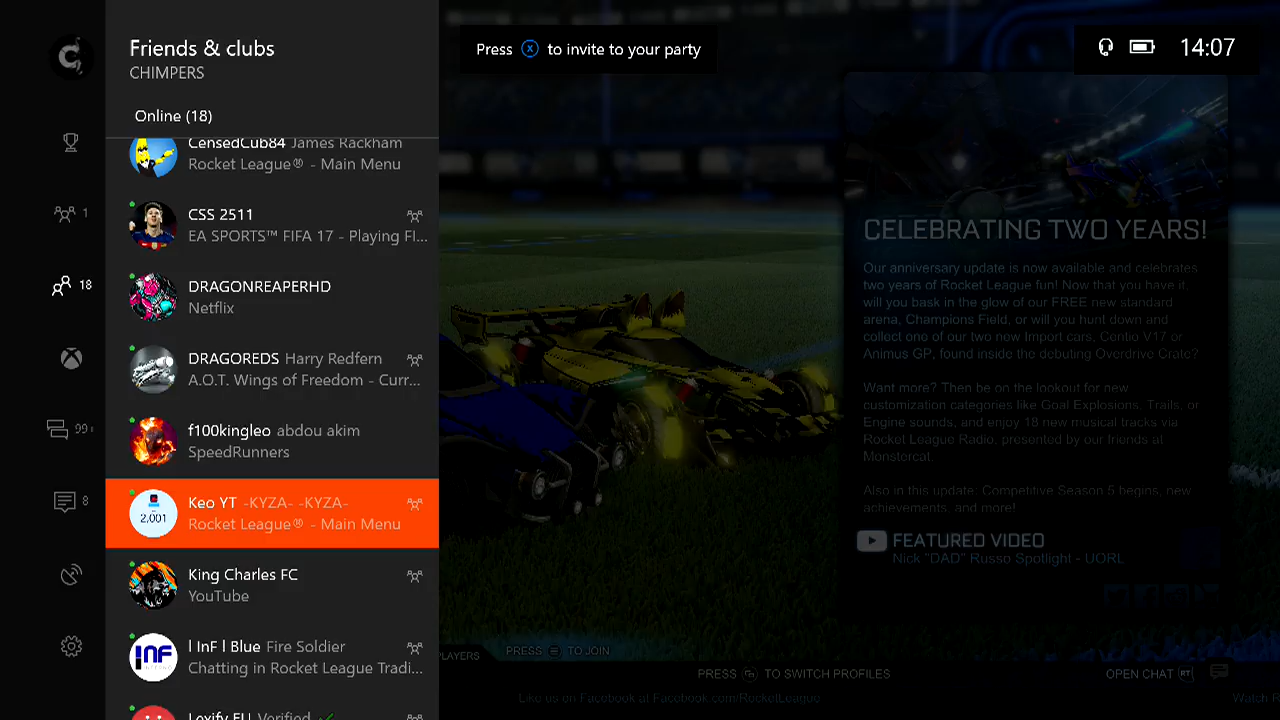 Friends & clubs
CHIMPERS
Online (18)
CensedCub84 James Rackham
Rocket League® - Main Menu
CSS 2511
EA SPORTS™ FIFA 17 - Playing FI...
DRAGONREAPERHD
Netflix
DRAGOREDS Harry Redfern
A.O.T. Wings of Freedom - Curr...
f100kingleo abdou akim
SpeedRunners
2,001
Keo YT -KYZA- -KYZA-
Rocket League® - Main Menu
King Charles FC
YouTube
INF
l InF l Blue Fire Soldier
Chatting in Rocket League Tradi...
Lexify EU Verified
1
18
99+
8
Press X to invite to your party
14:07
CELEBRATING TWO YEARS!
Our anniversary update is now available and celebrates
two years of Rocket League fun! Now that you have it,
will you bask in the glow of our FREE new standard
arena, Champions Field, or will you hunt down and
collect one of our two new Import cars, Centio V17 or
Animus GP, found inside the debuting Overdrive Crate?
Want more? Then be on the lookout for new
customization categories like Goal Explosions, Trails, or
Engine sounds, and enjoy 18 new musical tracks via
Rocket League Radio, presented by our friends at
Monstercat.
Also in this update: Competitive Season 5 begins, new
achievements, and more!
FEATURED VIDEO
Nick "DAD" Russo Spotlight - UORL
PLAYERS
PRESS TO JOIN
PRESS TO SWITCH PROFILES
OPEN CHAT RT
Like us on Facebook at Facebook.com/RocketLeague
Watch